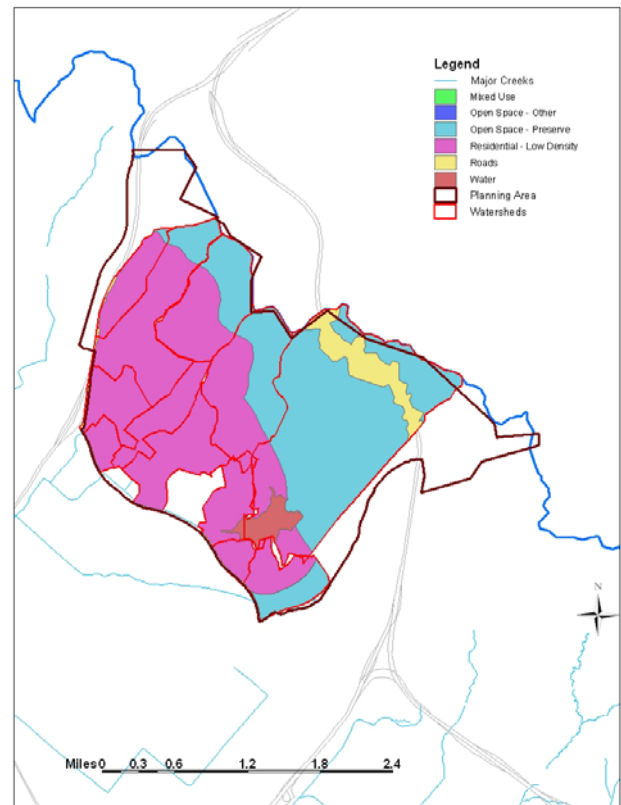 Legend
Major Creeks
Mixed Use
Open Space - Other
Open Space - Preserve
Residential - Low Density
Roads
Water
Planning Area
Watersheds
N
Miles 0 0.3 0.6 1.2 1.8 2.4